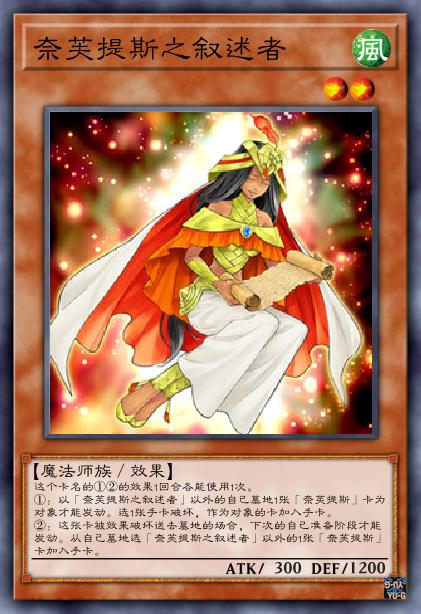 奈芙提斯之叙述者
風
【魔法师族／效果】
这个卡名的①②的效果1回合各能使用1次。
①：以「奈芙提斯之叙述者」以外的自己墓地1张「奈芙提斯」卡为
对象才能发动。选1张手卡破坏，作为对象的卡加入手卡。
②：这张卡被效果破坏送去墓地的场合，下次的自己准备阶段才能
发动。从自己墓地选「奈芙提斯之叙述者」以外的1张「奈芙提斯」
卡加入手卡。
ATK/ 300 DEF/1200